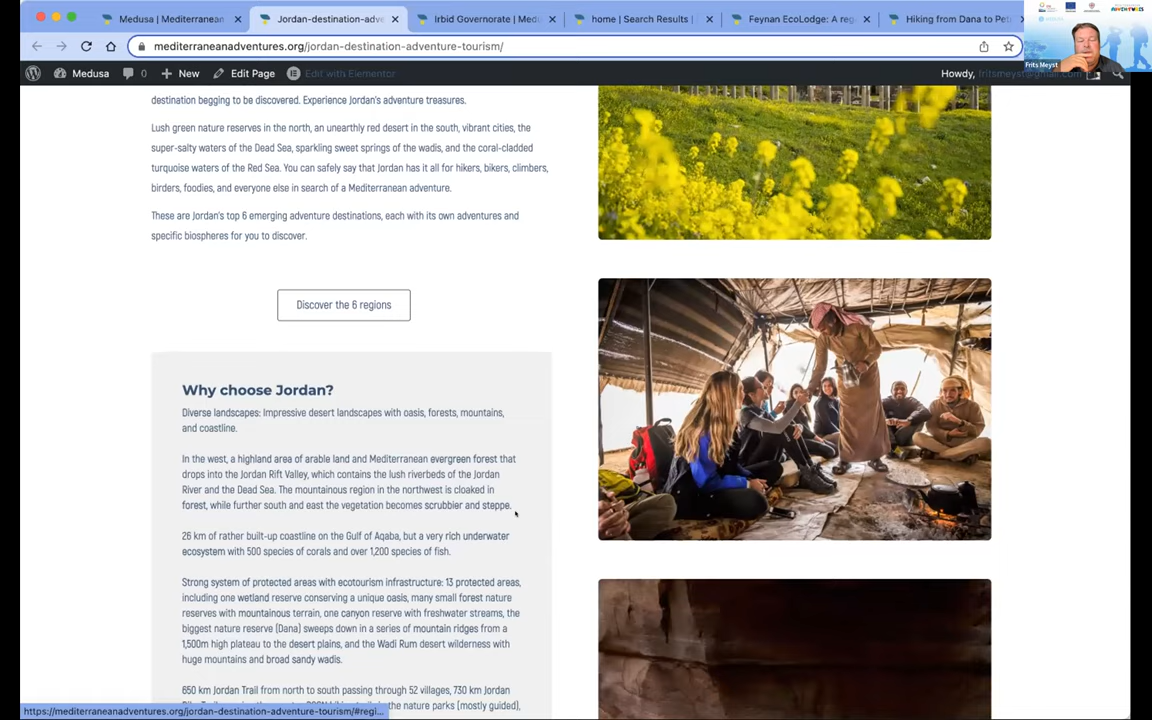 Medusa | Mediterranean
Jordan-destination-adve
Irbid Governorate | Med
home | Search Results |
Feynan EcoLodge: A reg
Hiking from Dana to Pet
mediterraneanadventures.org/jordan-destination-adventure-tourism/
Frits Meyst
Medusa
0
New
Edit Page
Edit with Elementor
Howdy, fritsmeyst@gmail.com
destination begging to be discovered. Experience Jordan's adventure treasures.
Lush green nature reserves in the north, an unearthly red desert in the south, vibrant cities, the
super-salty waters of the Dead Sea, sparkling sweet springs of the wadis, and the coral-cladded
turquoise waters of the Red Sea. You can safely say that Jordan has it all for hikers, bikers, climbers,
birders, foodies, and everyone else in search of a Mediterranean adventure.
These are Jordan's top 6 emerging adventure destinations, each with its own adventures and
specific biospheres for you to discover.
Discover the 6 regions
Why choose Jordan?
Diverse landscapes: Impressive desert landscapes with oasis, forests, mountains,
and coastline.
In the west, a highland area of arable land and Mediterranean evergreen forest that
drops into the Jordan Rift Valley, which contains the lush riverbeds of the Jordan
River and the Dead Sea. The mountainous region in the northwest is cloaked in
forest, while further south and east the vegetation becomes scrubbier and steppe.
26 km of rather built-up coastline on the Gulf of Aqaba, but a very rich underwater
ecosystem with 500 species of corals and over 1,200 species of fish.
Strong system of protected areas with ecotourism infrastructure: 13 protected areas,
including one wetland reserve conserving a unique oasis, many small forest nature
reserves with mountainous terrain, one canyon reserve with freshwater streams, the
biggest nature reserve (Dana) sweeps down in a series of mountain ridges from a
1,500m high plateau to the desert plains, and the Wadi Rum desert wilderness with
huge mountains and broad sandy wadis.
650 km Jordan Trail from north to south passing through 52 villages, 730 km Jordan
the nature parks (mostly guided),
https://mediterraneanadventures.org/jordan-destination-adventure-tourism/#regi...